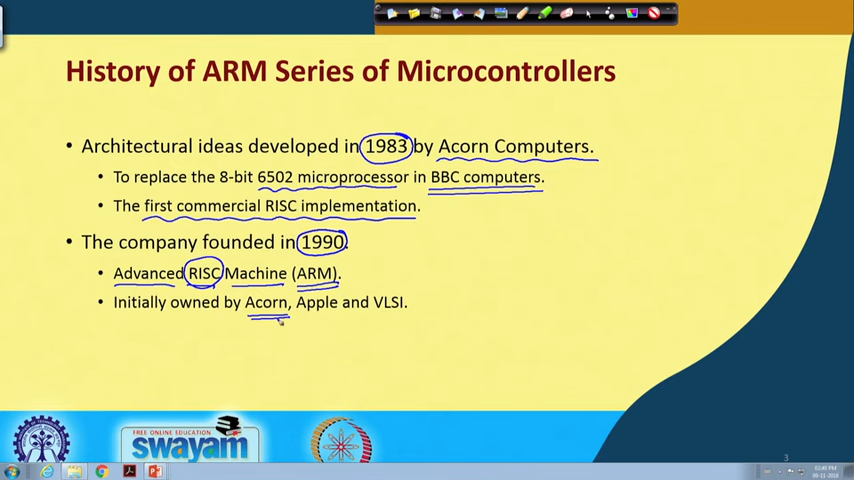 History of ARM Series of Microcontrollers
• Architectural ideas developed in 1983 by Acorn Computers.
• To replace the 8-bit 6502 microprocessor in BBC computers.
• The first commercial RISC implementation.
• The company founded in 1990.
• Advanced RISC Machine (ARM).
• Initially owned by Acorn, Apple and VLSI.
FREE ONLINE EDUCATION
swayam
3